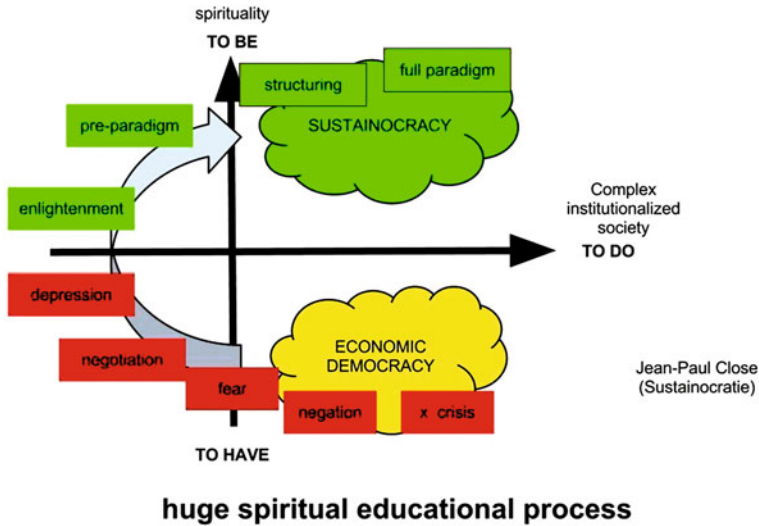 spirituality
TO BE
full paradigm
structuring
pre-paradigm
SUSTAINOCRACY
enlightenment
Complex
institutionalized
society
TO DO
depression
negotiation
ECONOMIC
DEMOCRACY
fear
negation
x crisis
Jean-Paul Close
(Sustainocratie)
TO HAVE
huge spiritual educational process